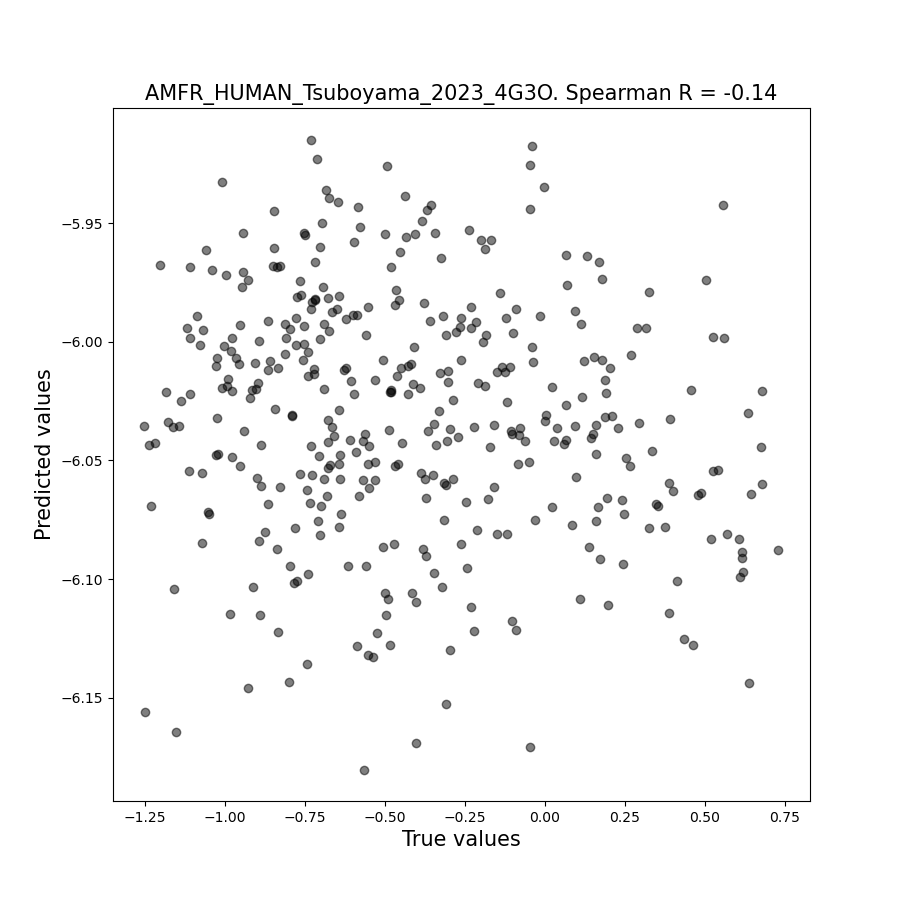 AMFR_HUMAN_Tsuboyama_2023_4G3O. Spearman R = -0.14
Predicted values
−5.95
−6.00
−6.05
−6.10
−6.15
−1.25 −1.00 −0.75 −0.50 −0.25 0.00 0.25 0.50 0.75
True values